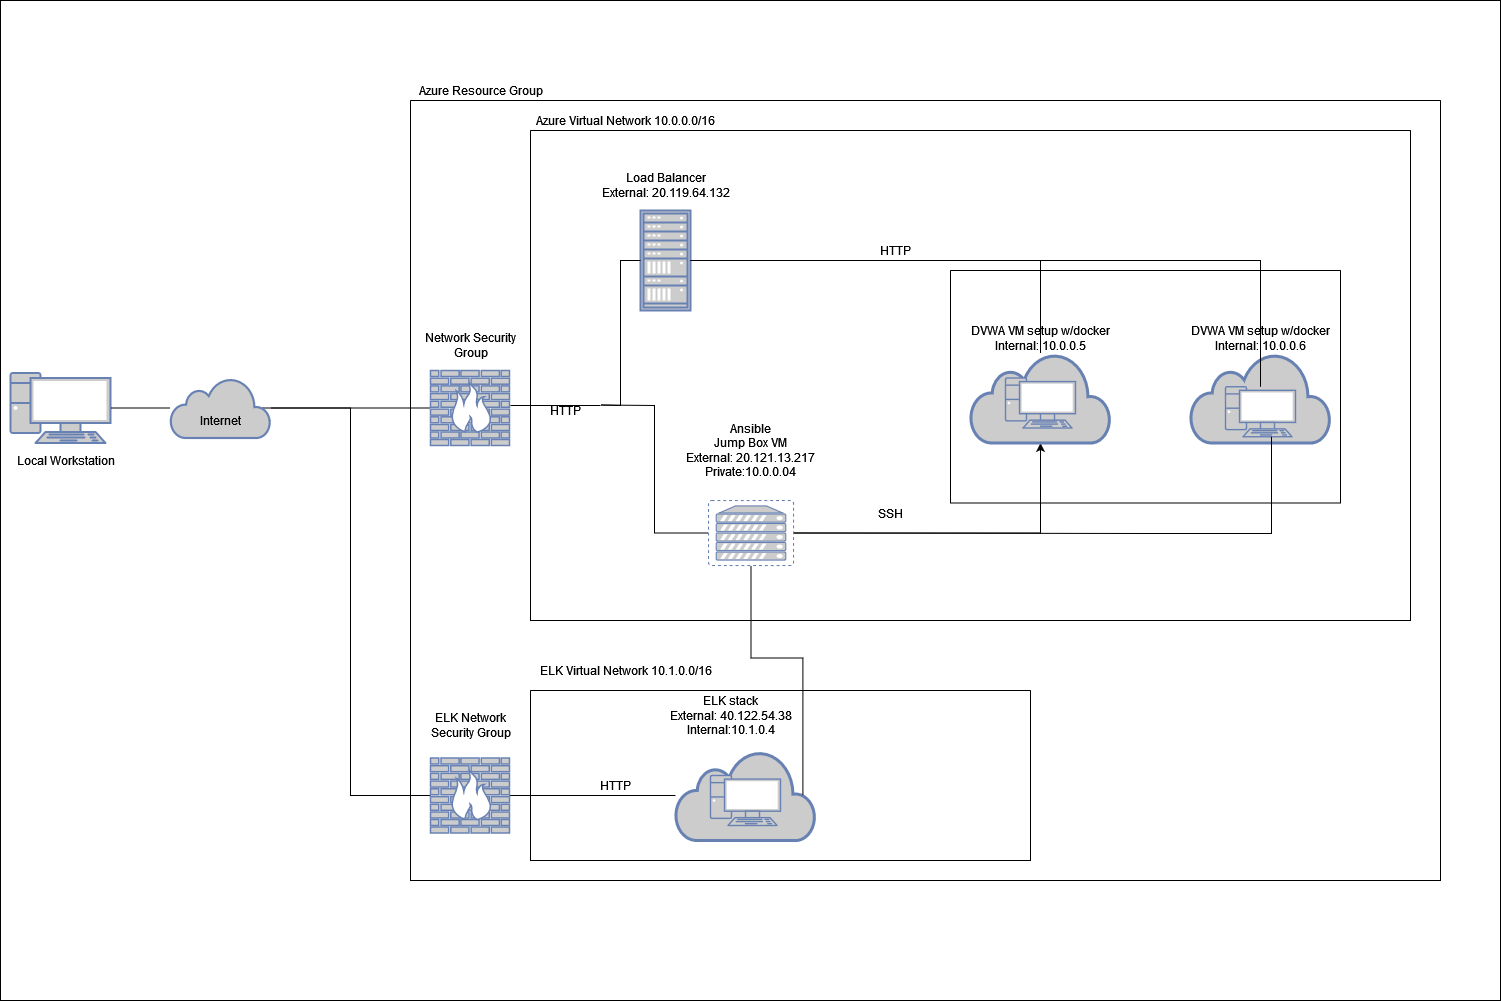 Azure Resource Group
Azure Virtual Network 10.0.0.0/16
Load Balancer
External: 20.119.64.132
HTTP
Network Security
Group
DVWA VM setup w/docker
Internal: 10.0.0.5
DVWA VM setup w/docker
Internal: 10.0.0.6
Internet
HTTP
Local Workstation
Ansible
Jump Box VM
External: 20.121.13.217
Private:10.0.0.04
SSH
ELK Virtual Network 10.1.0.0/16
ELK Network
Security Group
ELK stack
External: 40.122.54.38
Internal:10.1.0.4
HTTP